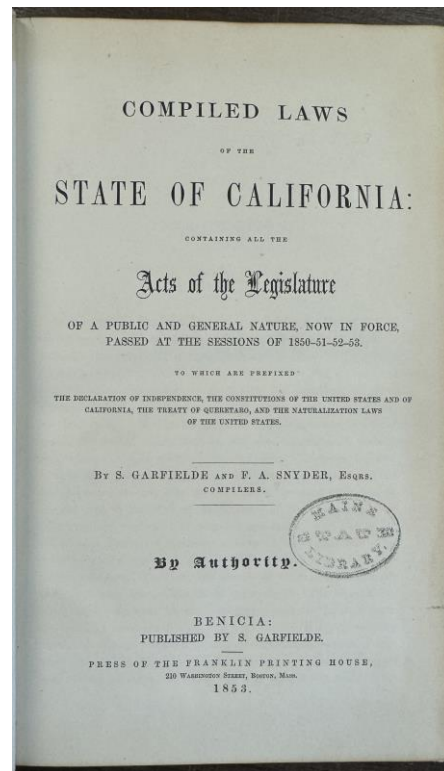 COMPILED LAWS
OF THE
STATE OF CALIFORNIA:
CONTAINING ALL THE
Acts of the Legislature
OF A PUBLIC AND GENERAL NATURE, NOW IN FORCE,
PASSED AT THE SESSIONS OF 1850–51–52–53.
TO WHICH ARE PREFIXED
THE DECLARATION OF INDEPENDENCE, THE CONSTITUTIONS OF THE UNITED STATES AND OF
CALIFORNIA, THE TREATY OF QUERETARO, AND THE NATURALIZATION LAWS
OF THE UNITED STATES.
BY S. GARFIELDE AND F. A. SNYDER, ESQRS.
COMPILERS.
MAINE
STATE
LIBRARY.
By Authority.
BENICIA:
PUBLISHED BY S. GARFIELDE.
PRESS OF THE FRANKLIN PRINTING HOUSE,
210 WASHINGTON STREET, BOSTON, MASS.
1853.